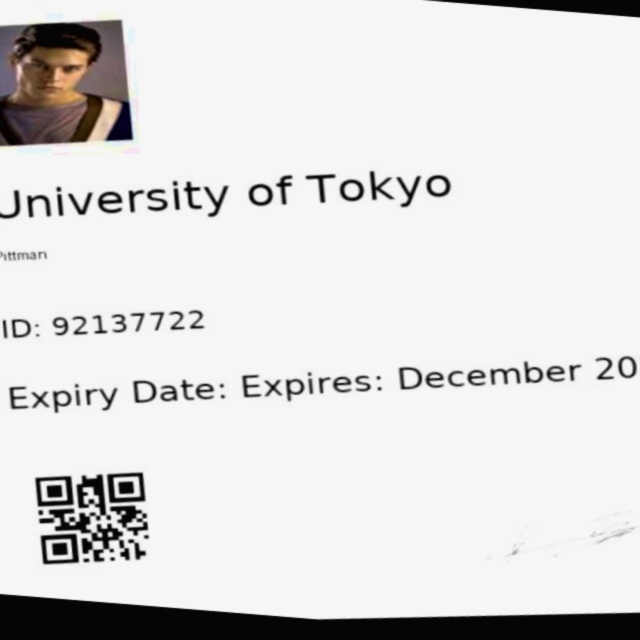 University of Tokyo
Pittman
ID: 92137722
Expiry Date: Expires: December 20